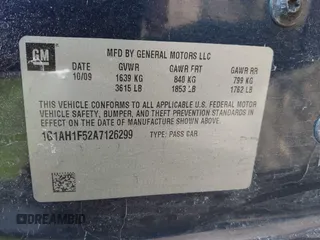 GM
MFD BY GENERAL MOTORS LLC
DATE GVWR GAWR FRT GAWR RR
10/09 1639 KG 840 KG 799 KG
3615 LB 1853 LB 1762 LB
THIS VEHICLE CONFORMS TO ALL APPLICABLE U.S. FEDERAL MOTOR
VEHICLE SAFETY, BUMPER, AND THEFT PREVENTION STANDARDS
IN EFFECT ON THE DATE OF MANUFACTURE SHOWN ABOVE.
1G1AH1F52A7126299 TYPE: PASS CAR
DREAMBID